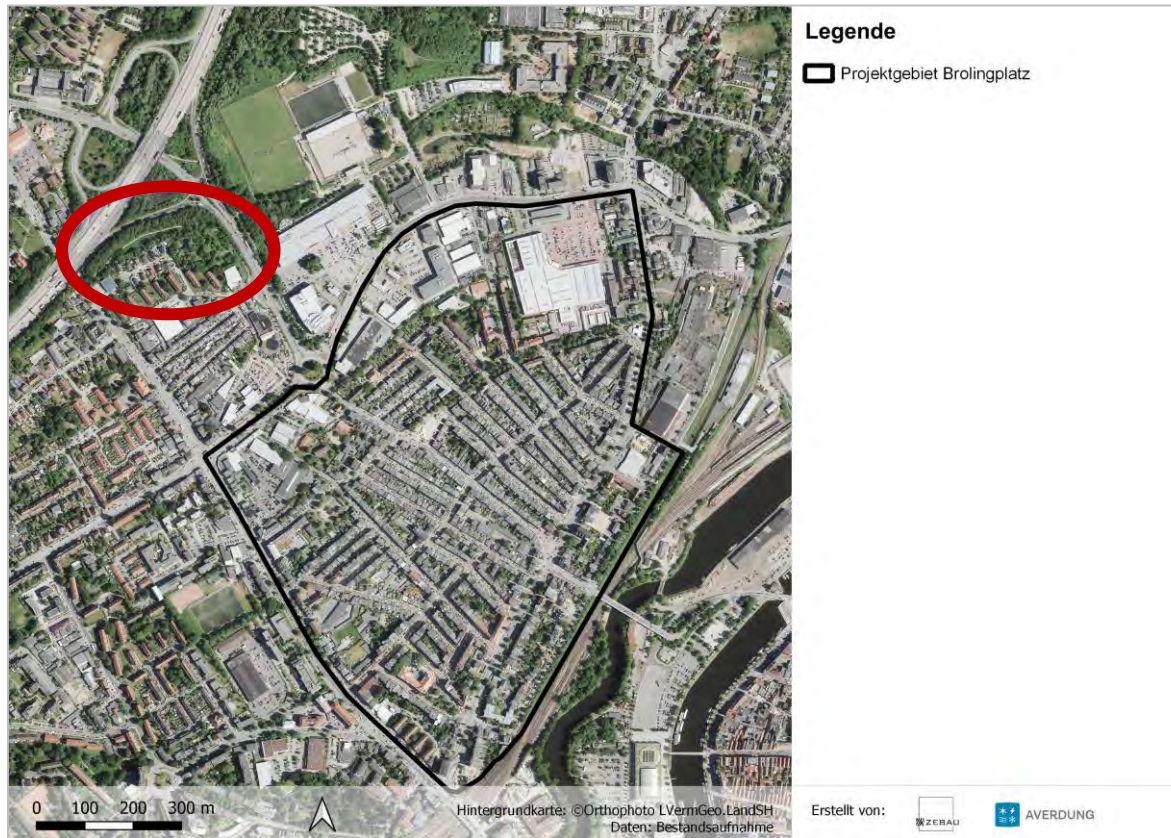 Legende
Projektgebiet Brolingplatz
0 100 200 300 m
Hintergrundkarte: ©Orthophoto LVermGeo.LandSH
Daten: Bestandsaufnahme
Erstellt von:
ZEBAU
AVERDUNG